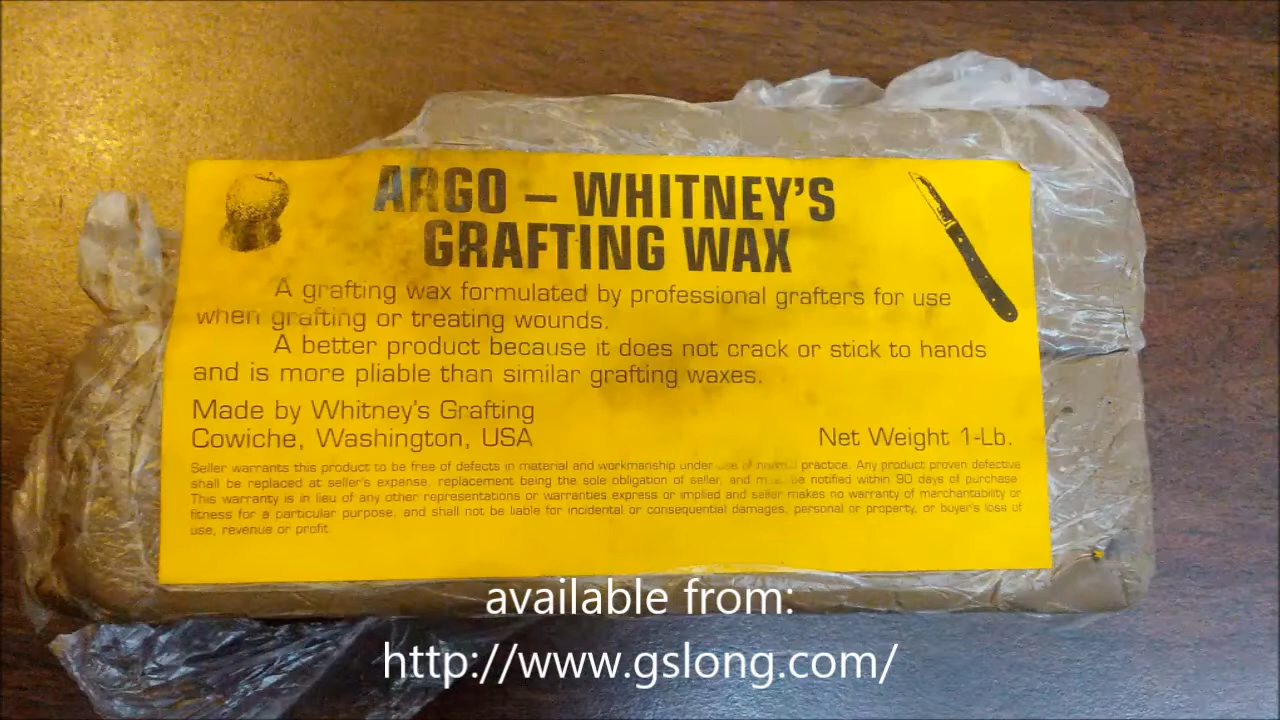 ARGO – WHITNEY'S
GRAFTING WAX
A grafting wax formulated by professional grafters for use
when grafting or treating wounds.
A better product because it does not crack or stick to hands
and is more pliable than similar grafting waxes.
Made by Whitney's Grafting
Cowiche, Washington, USA
Net Weight 1-Lb.
Seller warrants this product to be free of defects in material and workmanship under use of normal practice. Any product proven defective
shall be replaced at seller's expense, replacement being the sole obligation of seller, and must be notified within 90 days of purchase.
This warranty is in lieu of any other representations or warranties express or implied and seller makes no warranty of merchantability or
fitness for a particular purpose, and shall not be liable for incidental or consequential damages, personal or property, or buyer's loss of
use, revenue or profit.
available from:
http://www.gslong.com/